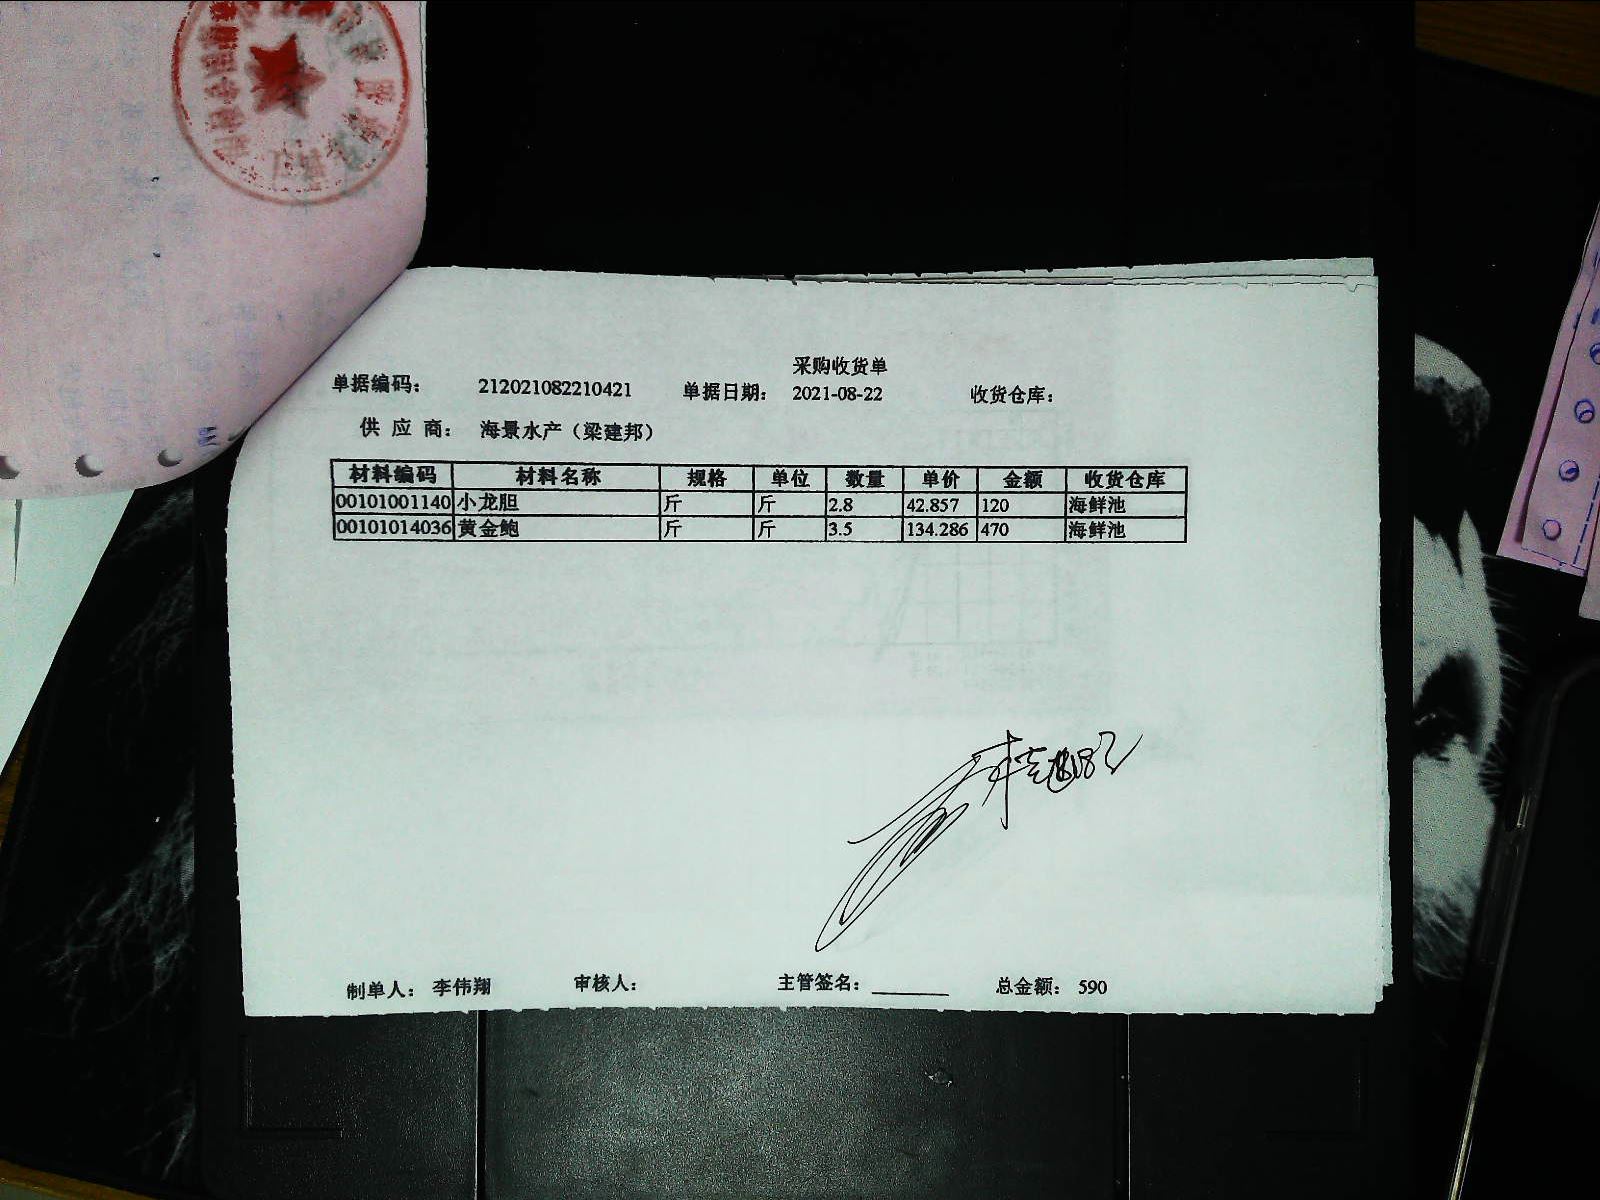 采购收货单
单据编码： 212021082210421 单据日期： 2021-08-22 收货仓库：
供 应 商： 海景水产（梁建邦）
材料编码 材料名称 规格 单位 数量 单价 金额 收货仓库
00101001140 小龙胆 斤 斤 2.8 42.857 120 海鲜池
00101014036 黄金鲍 斤 斤 3.5 134.286 470 海鲜池
制单人： 李伟翔 审核人： 主管签名： 总金额： 590